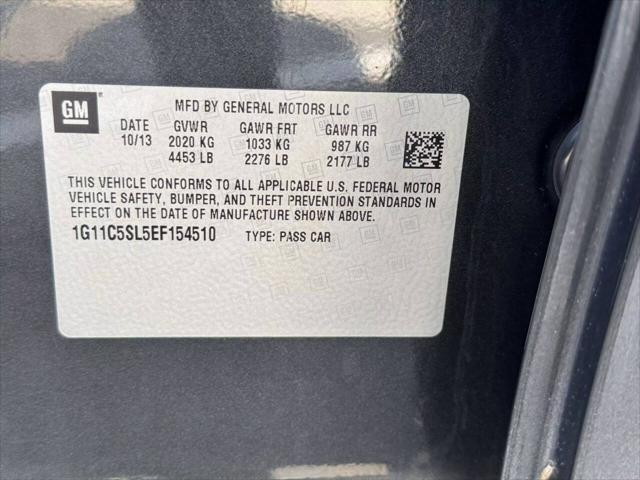 GM MFD BY GENERAL MOTORS LLC
DATE GVWR GAWR FRT GAWR RR
10/13 2020 KG 1033 KG 987 KG
4453 LB 2276 LB 2177 LB
THIS VEHICLE CONFORMS TO ALL APPLICABLE U.S. FEDERAL MOTOR
VEHICLE SAFETY, BUMPER, AND THEFT PREVENTION STANDARDS IN
EFFECT ON THE DATE OF MANUFACTURE SHOWN ABOVE.
1G11C5SL5EF154510 TYPE: PASS CAR